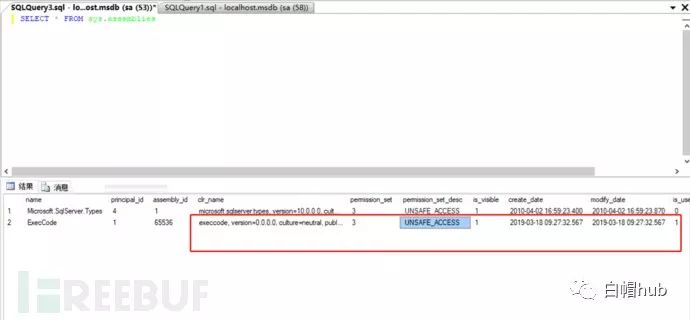 SQLQuery3.sql - lo...ost.msdb (sa (53))* SQLQuery1.sql - localhost.msdb (sa (58))
SELECT * FROM sys.assemblies
结果 消息
name principal_id assembly_id clr_name permission_set permission_set_desc is_visible create_date modify_date is_use
1 Microsoft.SqlServer.Types 4 1 microsoft.sqlserver.types, version=10.0.0.0, cult... 3 UNSAFE_ACCESS 1 2010-04-02 16:59:23.400 2010-04-02 16:59:23.870 0
2 ExecCode 1 65536 execcode, version=0.0.0.0, culture=neutral, publ... 3 UNSAFE_ACCESS 1 2019-03-18 09:27:32.567 2019-03-18 09:27:32.567 1
FREEBUF
白帽hub